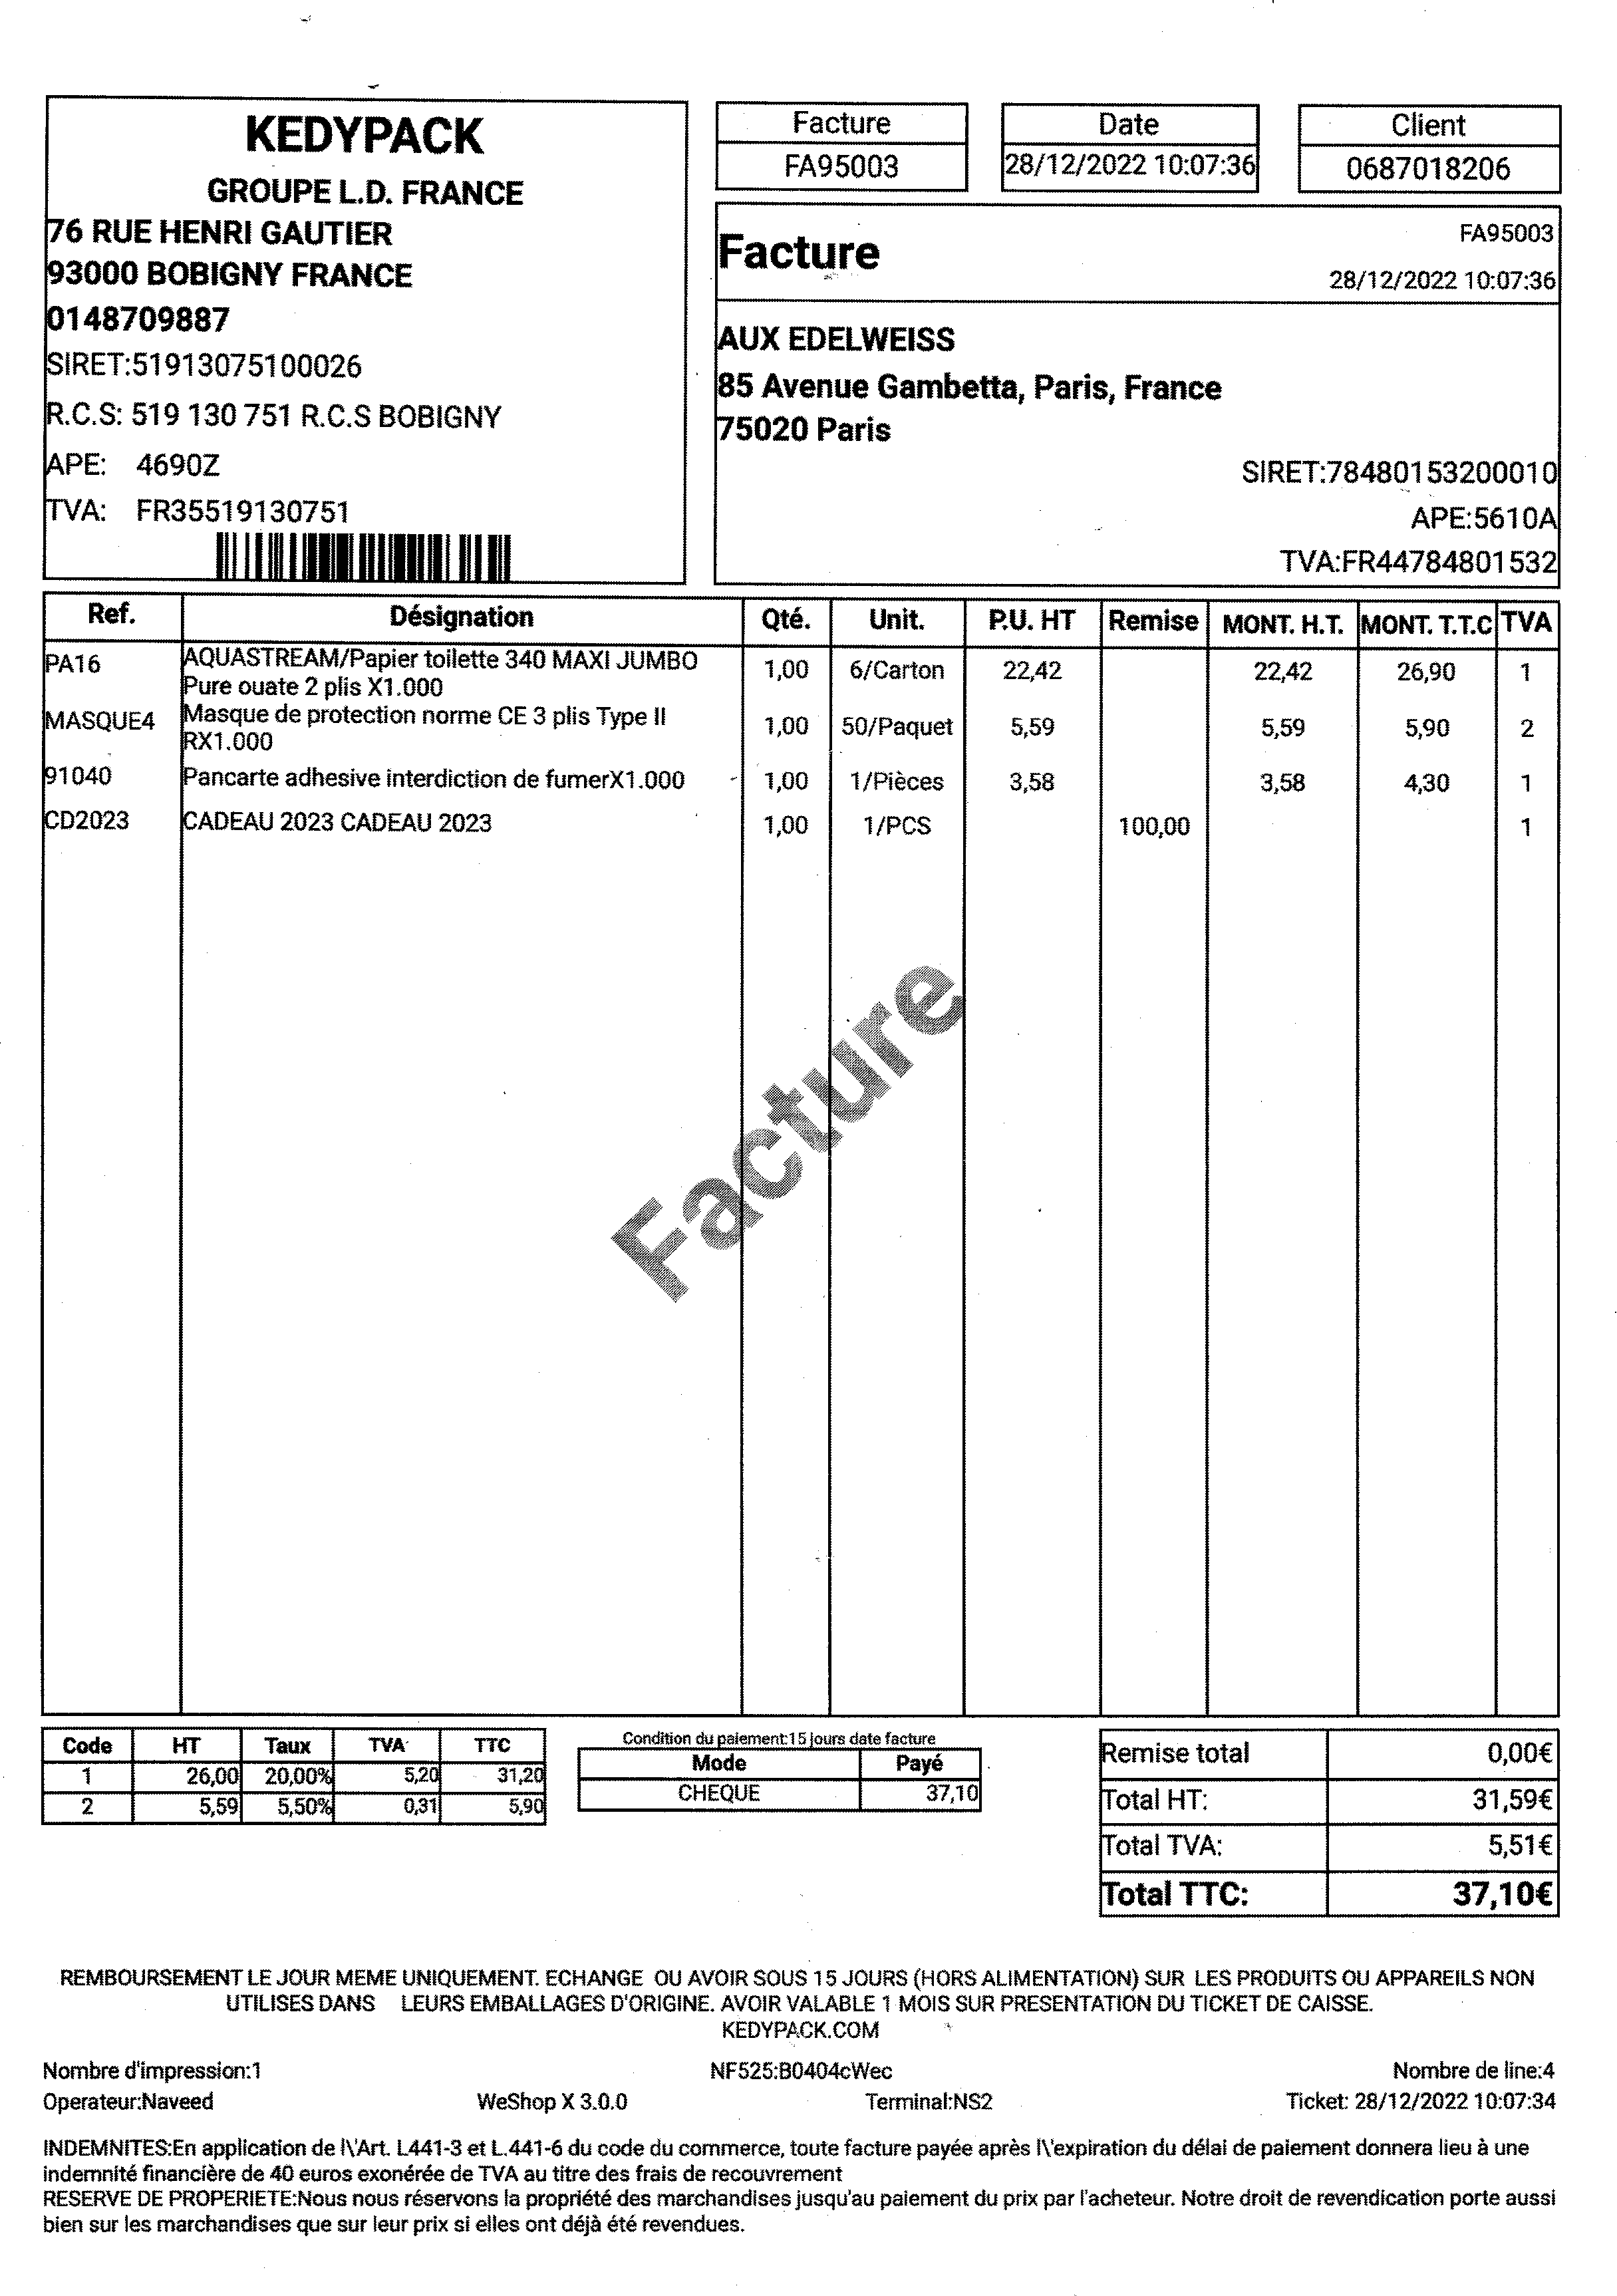 KEDYPACK
GROUPE L.D. FRANCE
76 RUE HENRI GAUTIER
93000 BOBIGNY FRANCE
0148709887
SIRET:51913075100026
R.C.S: 519 130 751 R.C.S BOBIGNY
APE: 4690Z
TVA: FR35519130751
Facture Date Client
FA95003 28/12/2022 10:07:36 0687018206
Facture FA95003
28/12/2022 10:07:36
AUX EDELWEISS
85 Avenue Gambetta, Paris, France
75020 Paris
SIRET:78480153200010
APE:5610A
TVA:FR44784801532
Ref. Désignation Qté. Unit. P.U. HT Remise MONT. H.T. MONT. T.T.C TVA
PA16 AQUASTREAM/Papier toilette 340 MAXI JUMBO 1,00 6/Carton 22,42 22,42 26,90 1
Pure ouate 2 plis X1.000
MASQUE4 Masque de protection norme CE 3 plis Type II 1,00 50/Paquet 5,59 5,59 5,90 2
RX1.000
91040 Pancarte adhesive interdiction de fumerX1.000 1,00 1/Pièces 3,58 3,58 4,30 1
CD2023 CADEAU 2023 CADEAU 2023 1,00 1/PCS 100,00 1
Facture
Code HT Taux TVA TTC
1 26,00 20,00% 5,20 31,20
2 5,59 5,50% 0,31 5,90
Condition du paiement:15 jours date facture
Mode Payé
CHEQUE 37,10
Remise total 0,00€
Total HT: 31,59€
Total TVA: 5,51€
Total TTC: 37,10€
REMBOURSEMENT LE JOUR MEME UNIQUEMENT. ECHANGE OU AVOIR SOUS 15 JOURS (HORS ALIMENTATION) SUR LES PRODUITS OU APPAREILS NON
UTILISES DANS LEURS EMBALLAGES D'ORIGINE. AVOIR VALABLE 1 MOIS SUR PRESENTATION DU TICKET DE CAISSE.
KEDYPACK.COM
Nombre d'impression:1 NF525:B0404cWec Nombre de line:4
Operateur:Naveed WeShop X 3.0.0 Terminal:NS2 Ticket: 28/12/2022 10:07:34
INDEMNITES:En application de l\'Art. L441-3 et L.441-6 du code du commerce, toute facture payée après l\'expiration du délai de paiement donnera lieu à une
indemnité financière de 40 euros exonérée de TVA au titre des frais de recouvrement
RESERVE DE PROPERIETE:Nous nous réservons la propriété des marchandises jusqu'au paiement du prix par l'acheteur. Notre droit de revendication porte aussi
bien sur les marchandises que sur leur prix si elles ont déjà été revendues.